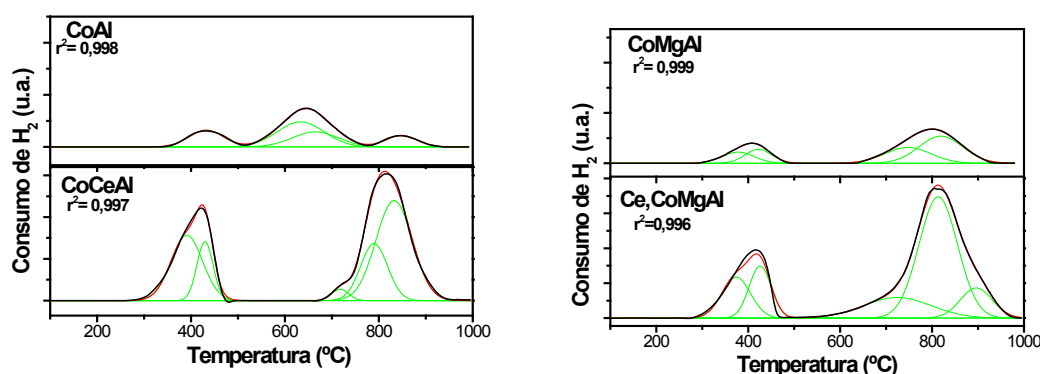 CoAl
r²= 0,998
CoCeAl
r²= 0,997
Consumo de H₂ (u.a.)
200 400 600 800 1000
Temperatura (ºC)
CoMgAl
r²= 0,999
Ce,CoMgAl
r²=0,996
Consumo de H₂ (u.a.)
200 400 600 800 1000
Temperatura (ºC)